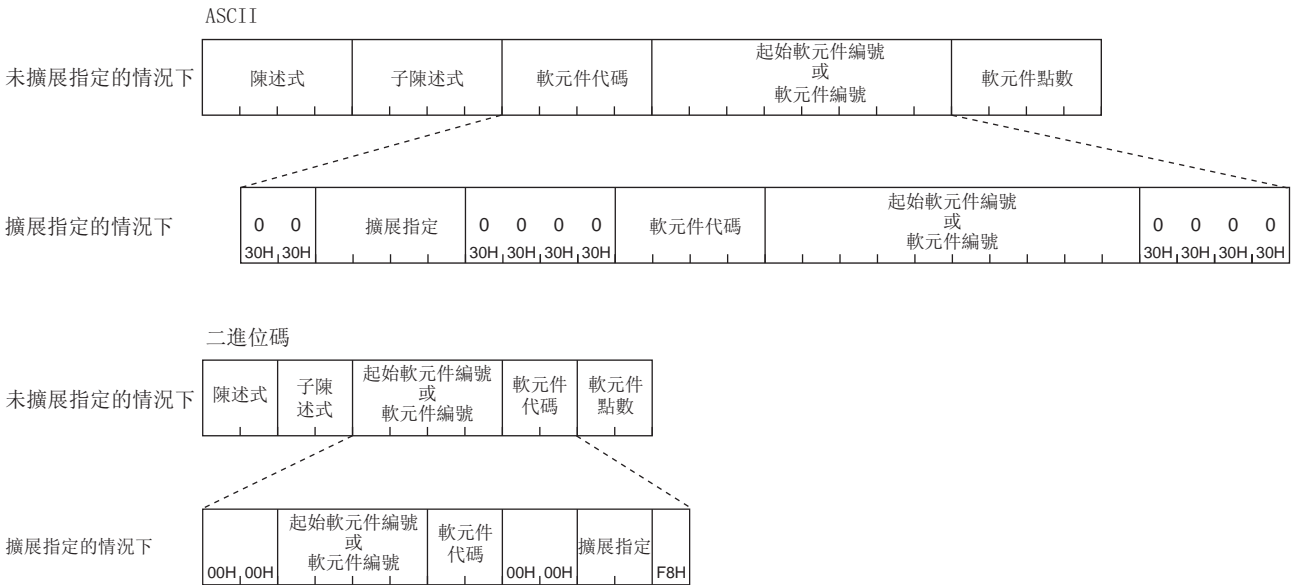 ASCII
未擴展指定的情況下
陳述式
子陳述式
軟元件代碼
起始軟元件編號
或
軟元件編號
軟元件點數
擴展指定的情況下
0 0
30H 30H
擴展指定
0 0 0 0
30H 30H 30H 30H
軟元件代碼
起始軟元件編號
或
軟元件編號
0 0 0 0
30H 30H 30H 30H
二進位碼
未擴展指定的情況下
陳述式
子陳
述式
起始軟元件編號
或
軟元件編號
軟元件
代碼
軟元件
點數
擴展指定的情況下
00H 00H
起始軟元件編號
或
軟元件編號
軟元件
代碼
00H 00H
擴展指定
F8H